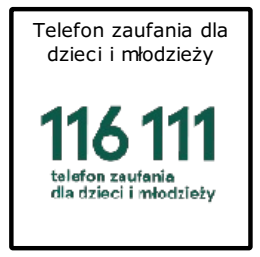 Telefon zaufania dla
dzieci i młodzieży
116 111
telefon zaufania
dla dzieci i młodzieży